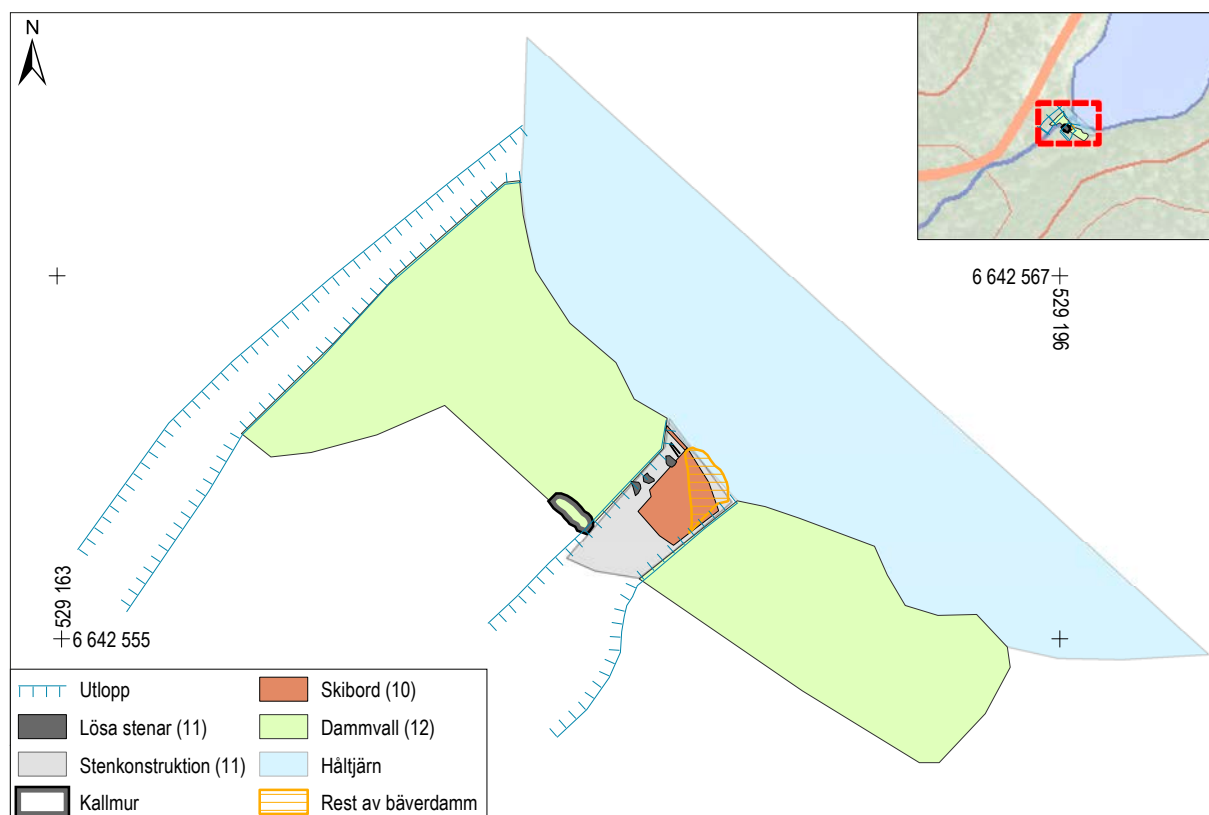 N
6 642 567
529 196
529 163
6 642 555
Utlopp
Lösa stenar (11)
Stenkonstruktion (11)
Kallmur
Skibord (10)
Dammvall (12)
Håltjärn
Rest av bäverdamm